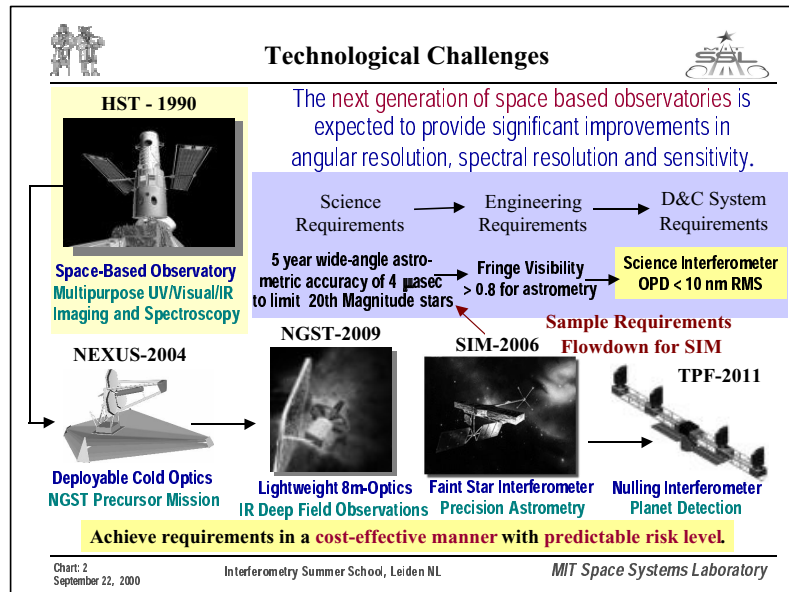 Technological Challenges
MIT
SSL
HST - 1990
The next generation of space based observatories is
expected to provide significant improvements in
angular resolution, spectral resolution and sensitivity.
Science
Requirements
Engineering
Requirements
D&C System
Requirements
5 year wide-angle astro-
metric accuracy of 4 μasec
to limit 20th Magnitude stars
Fringe Visibility
> 0.8 for astrometry
Science Interferometer
OPD < 10 nm RMS
Space-Based Observatory
Multipurpose UV/Visual/IR
Imaging and Spectroscopy
Sample Requirements
Flowdown for SIM
NEXUS-2004
NGST-2009
SIM-2006
TPF-2011
Deployable Cold Optics
NGST Precursor Mission
Lightweight 8m-Optics
IR Deep Field Observations
Faint Star Interferometer
Precision Astrometry
Nulling Interferometer
Planet Detection
Achieve requirements in a cost-effective manner with predictable risk level.
Chart: 2
September 22, 2000
Interferometry Summer School, Leiden NL
MIT Space Systems Laboratory